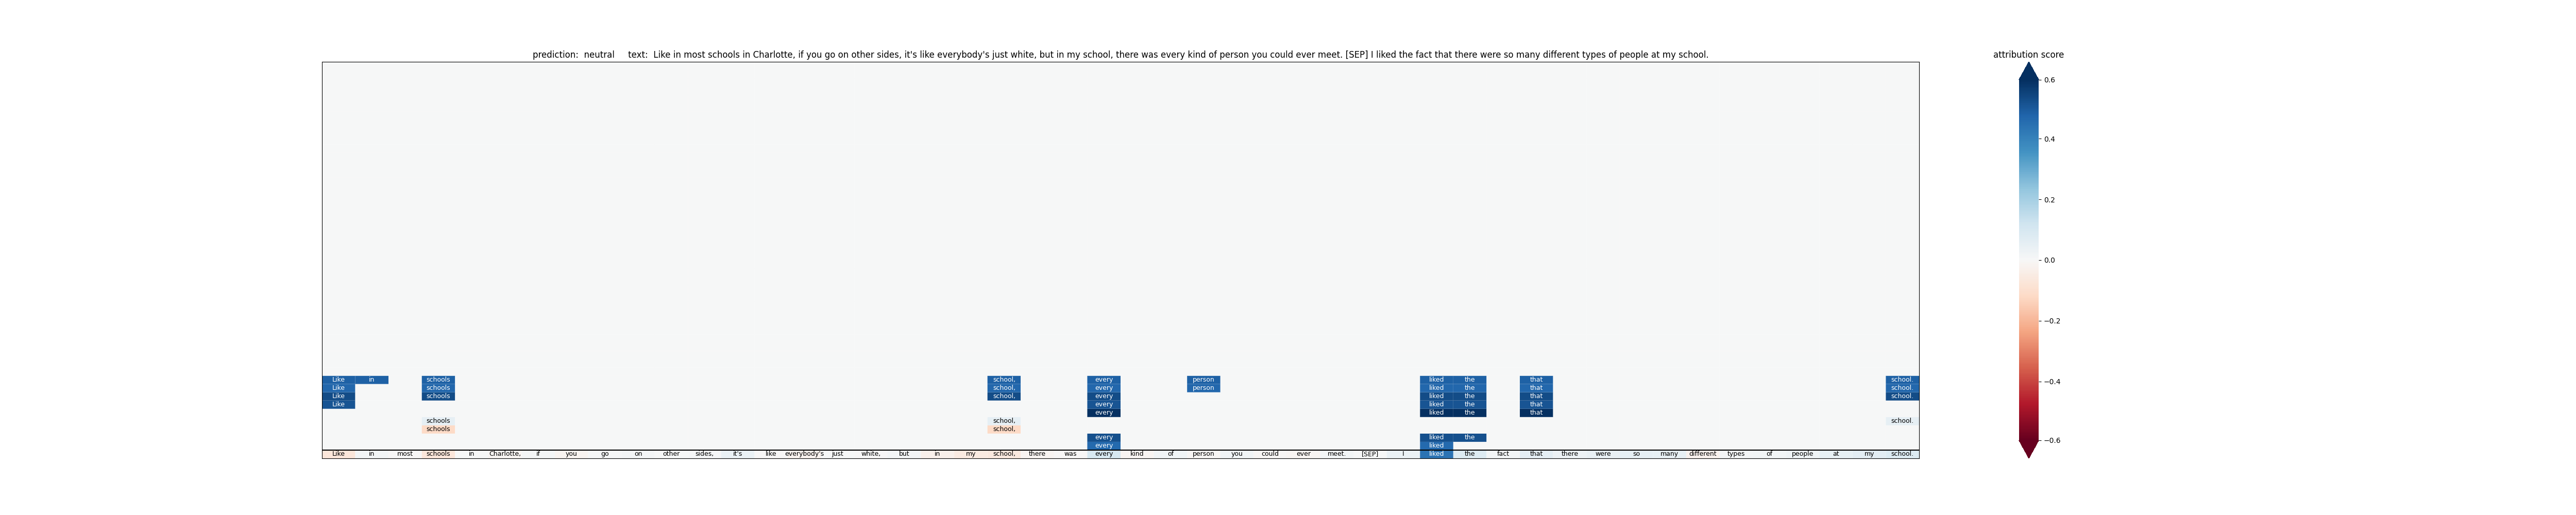 prediction:  neutral     text:  Like in most schools in Charlotte, if you go on other sides, it's like everybody's just white, but in my school, there was every kind of person you could ever meet. [SEP] I liked the fact that there were so many different types of people at my school.
attribution score
0.6
0.4
0.2
0.0
−0.2
−0.4
−0.6
Like in schools school, every person liked the that school.
Like schools school, every person liked the that school.
Like schools school, every liked the that school.
Like every liked the that
every liked the that
schools school, school.
schools school,
every liked the
every liked
Like in most schools in Charlotte, if you go on other sides, it's like everybody's just white, but in my school, there was every kind of person you could ever meet. [SEP] I liked the fact that there were so many different types of people at my school.